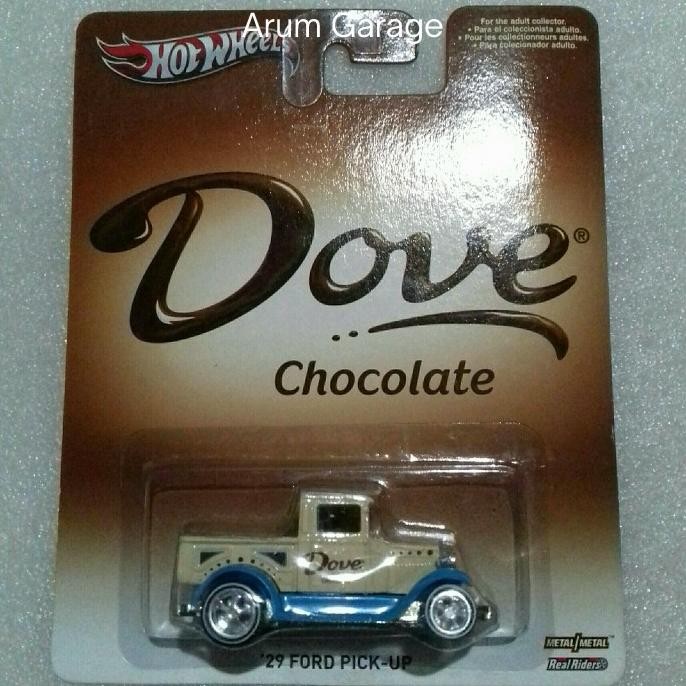 Arum Garage
HOT WHEELS
For the adult collector.
• Para el coleccionista adulto.
• Pour les collectionneurs adultes.
• Para colecionador adulto.
Dove®
Chocolate
Dove
'29 FORD PICK-UP
METAL/METAL™
Real Riders